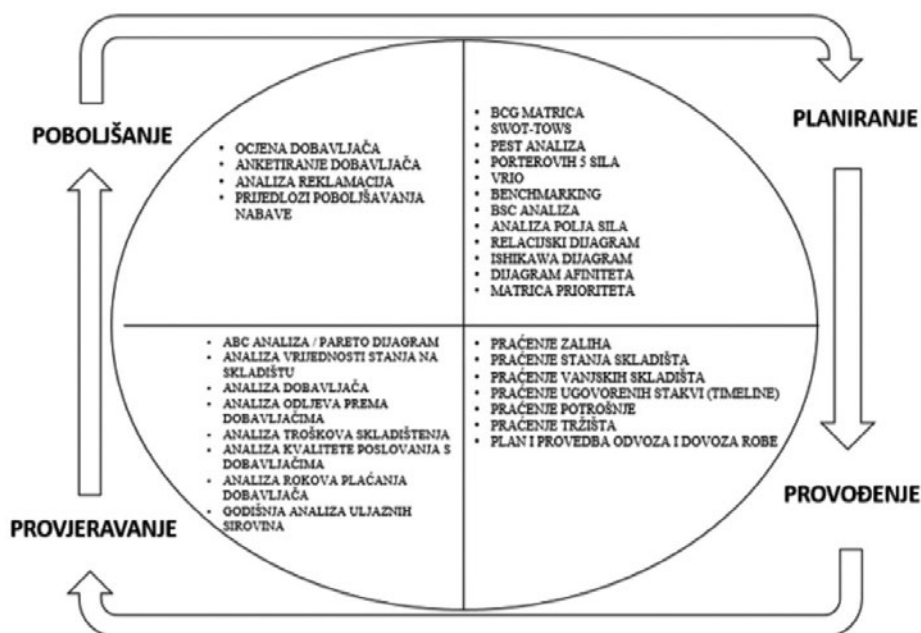 POBOLJŠANJE
PLANIRANJE
• OCJENA DOBAVLJAČA
• ANKETIRANJE DOBAVLJAČA
• ANALIZA REKLAMACIJA
• PRIJEDLOZI POBOLJŠAVANJA
NABAVE
• BCG MATRICA
• SWOT-TOWS
• PEST ANALIZA
• PORTEROVIH 5 SILA
• VRIO
• BENCHMARKING
• BSC ANALIZA
• ANALIZA POLJA SILA
• RELACIJSKI DIJAGRAM
• ISHIKAWA DIJAGRAM
• DIJAGRAM AFINITETA
• MATRICA PRIORITETA
• ABC ANALIZA / PARETO DIJAGRAM
• ANALIZA VRIJEDNOSTI STANJA NA
SKLADIŠTU
• ANALIZA DOBAVLJAČA
• ANALIZA ODLJEVA PREMA
DOBAVLJAČIMA
• ANALIZA TROŠKOVA SKLADIŠTENJA
• ANALIZA KVALITETE POSLOVANJA S
DOBAVLJAČIMA
• ANALIZA ROKOVA PLAĆANJA
DOBAVLJAČA
• GODIŠNJA ANALIZA ULJAZNIH
SIROVINA
• PRAĆENJE ZALIHA
• PRAĆENJE STANJA SKLADIŠTA
• PRAĆENJE VANJSKIH SKLADIŠTA
• PRAĆENJE UGOVORENIH STAKVI (TIMELINE)
• PRAĆENJE POTROŠNJE
• PRAĆENJE TRŽIŠTA
• PLAN I PROVEDBA ODVOZA I DOVOZA ROBE
PROVJERAVANJE
PROVOĐENJE